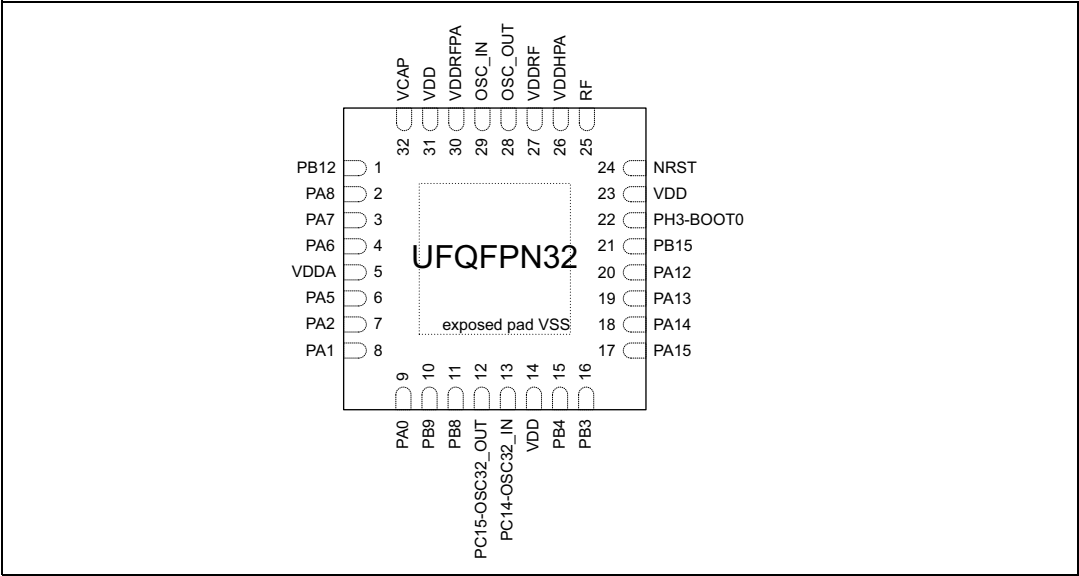 VCAP
VDD
VDDRFPA
OSC_IN
OSC_OUT
VDDRF
VDDHPA
RF
32
31
30
29
28
27
26
25
PB12 1
PA8 2
PA7 3
PA6 4
VDDA 5
PA5 6
PA2 7
PA1 8
24 NRST
23 VDD
22 PH3-BOOT0
21 PB15
20 PA12
19 PA13
18 PA14
17 PA15
UFQFPN32
exposed pad VSS
9
10
11
12
13
14
15
16
PA0
PB9
PB8
PC15-OSC32_OUT
PC14-OSC32_IN
VDD
PB4
PB3